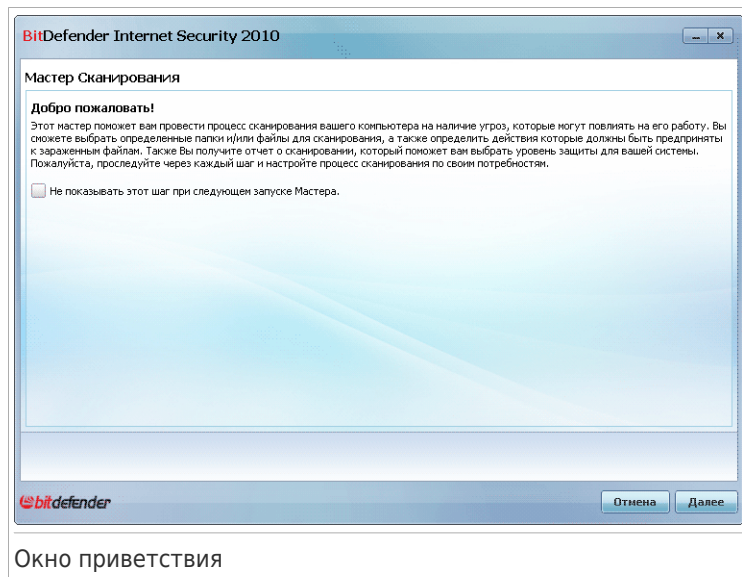 BitDefender Internet Security 2010
Мастер Сканирования
Добро пожаловать!
Этот мастер поможет вам провести процесс сканирования вашего компьютера на наличие угроз, которые могут повлиять на его работу. Вы
сможете выбрать определенные папки и/или файлы для сканирования, а также определить действия которые должны быть предприняты
к зараженным файлам. Также Вы получите отчет о сканировании, который поможет вам выбрать уровень защиты для вашей системы.
Пожалуйста, проследуйте через каждый шаг и настройте процесс сканирования по своим потребностям.
Не показывать этот шаг при следующем запуске Мастера.
bitdefender
Отмена Далее
Окно приветствия